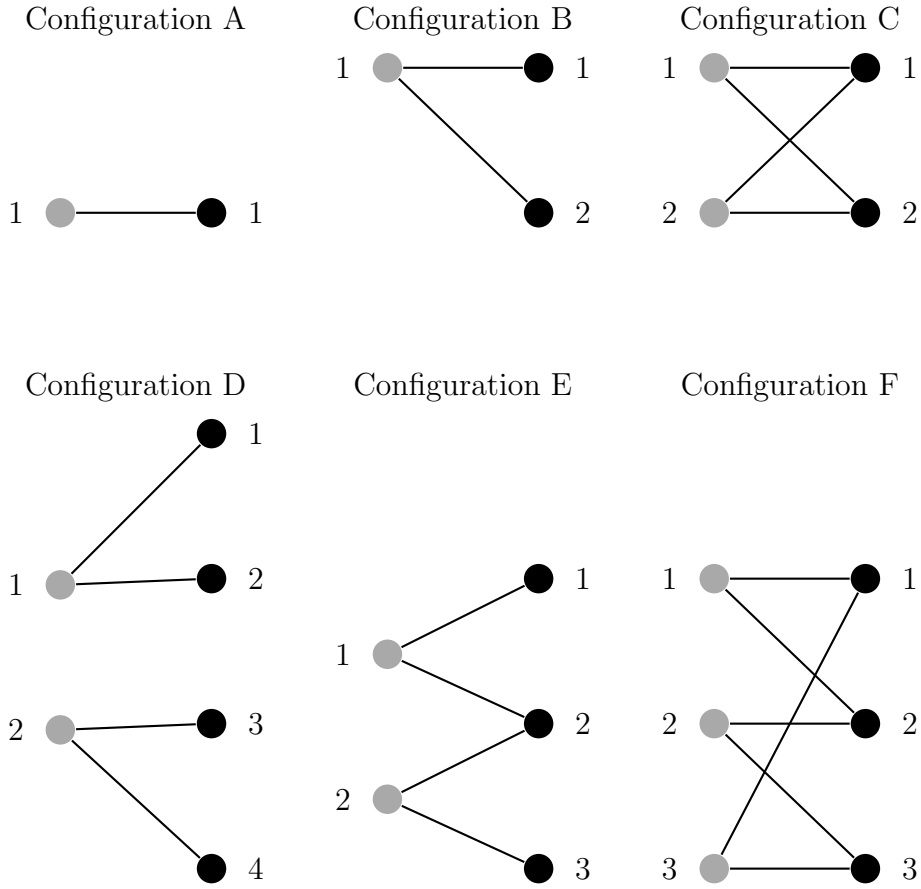 Configuration A
1 1
Configuration B
1 1
2
Configuration C
1 1
2 2
Configuration D
1
1 2
2 3
4
Configuration E
1
1
2
2
3
Configuration F
1 1
2 2
3 3